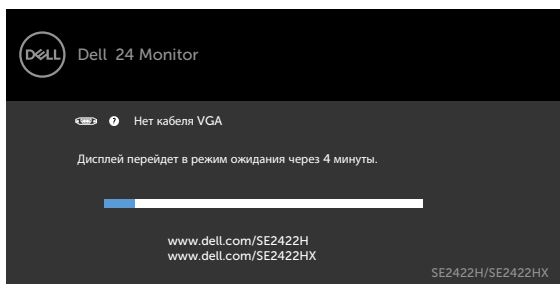 DELL
Dell 24 Monitor
? Нет кабеля VGA
Дисплей перейдет в режим ожидания через 4 минуты.
www.dell.com/SE2422H
www.dell.com/SE2422HX
SE2422H/SE2422HX